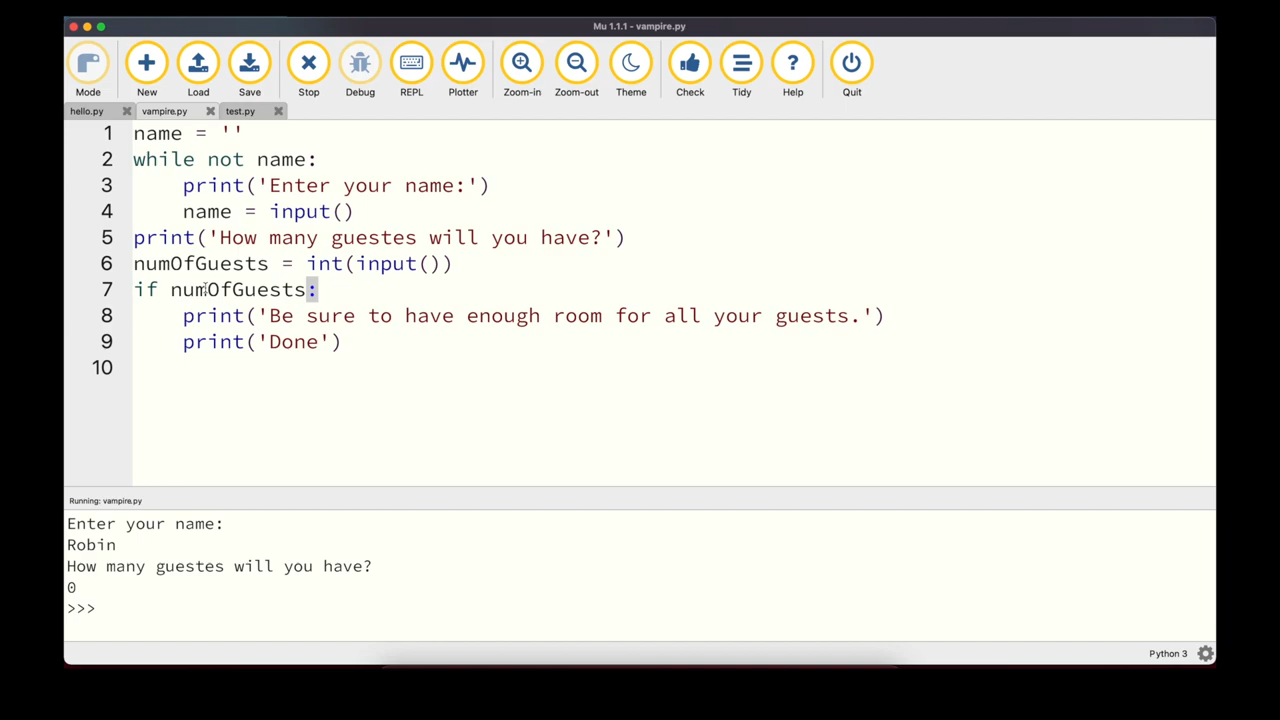 Mu 1.1.1 - vampire.py
Mode New Load Save Stop Debug REPL Plotter Zoom-in Zoom-out Theme Check Tidy Help Quit
hello.py vampire.py test.py
1 name = ''
2 while not name:
3 print('Enter your name:')
4 name = input()
5 print('How many guestes will you have?')
6 numOfGuests = int(input())
7 if numOfGuests:
8 print('Be sure to have enough room for all your guests.')
9 print('Done')
10
Running: vampire.py
Enter your name:
Robin
How many guestes will you have?
0
>>>
Python 3